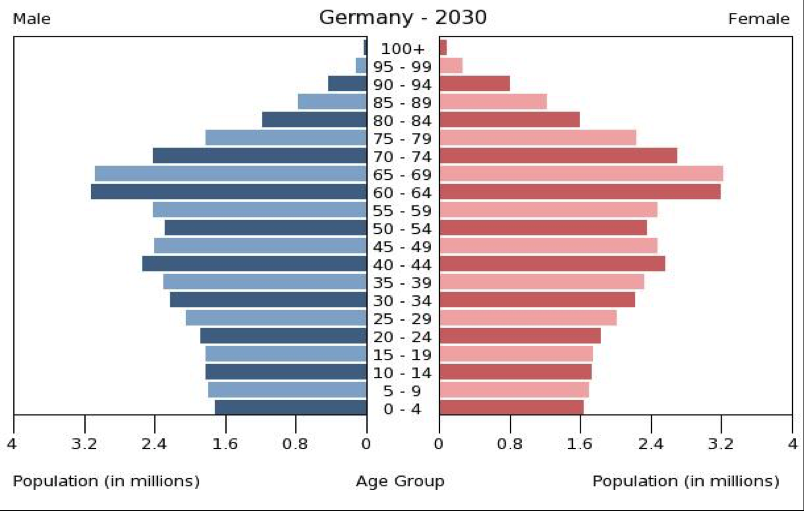 Male Germany - 2030 Female
100+
95 - 99
90 - 94
85 - 89
80 - 84
75 - 79
70 - 74
65 - 69
60 - 64
55 - 59
50 - 54
45 - 49
40 - 44
35 - 39
30 - 34
25 - 29
20 - 24
15 - 19
10 - 14
5 - 9
0 - 4
4 3.2 2.4 1.6 0.8 0 0 0.8 1.6 2.4 3.2 4
Population (in millions) Age Group Population (in millions)